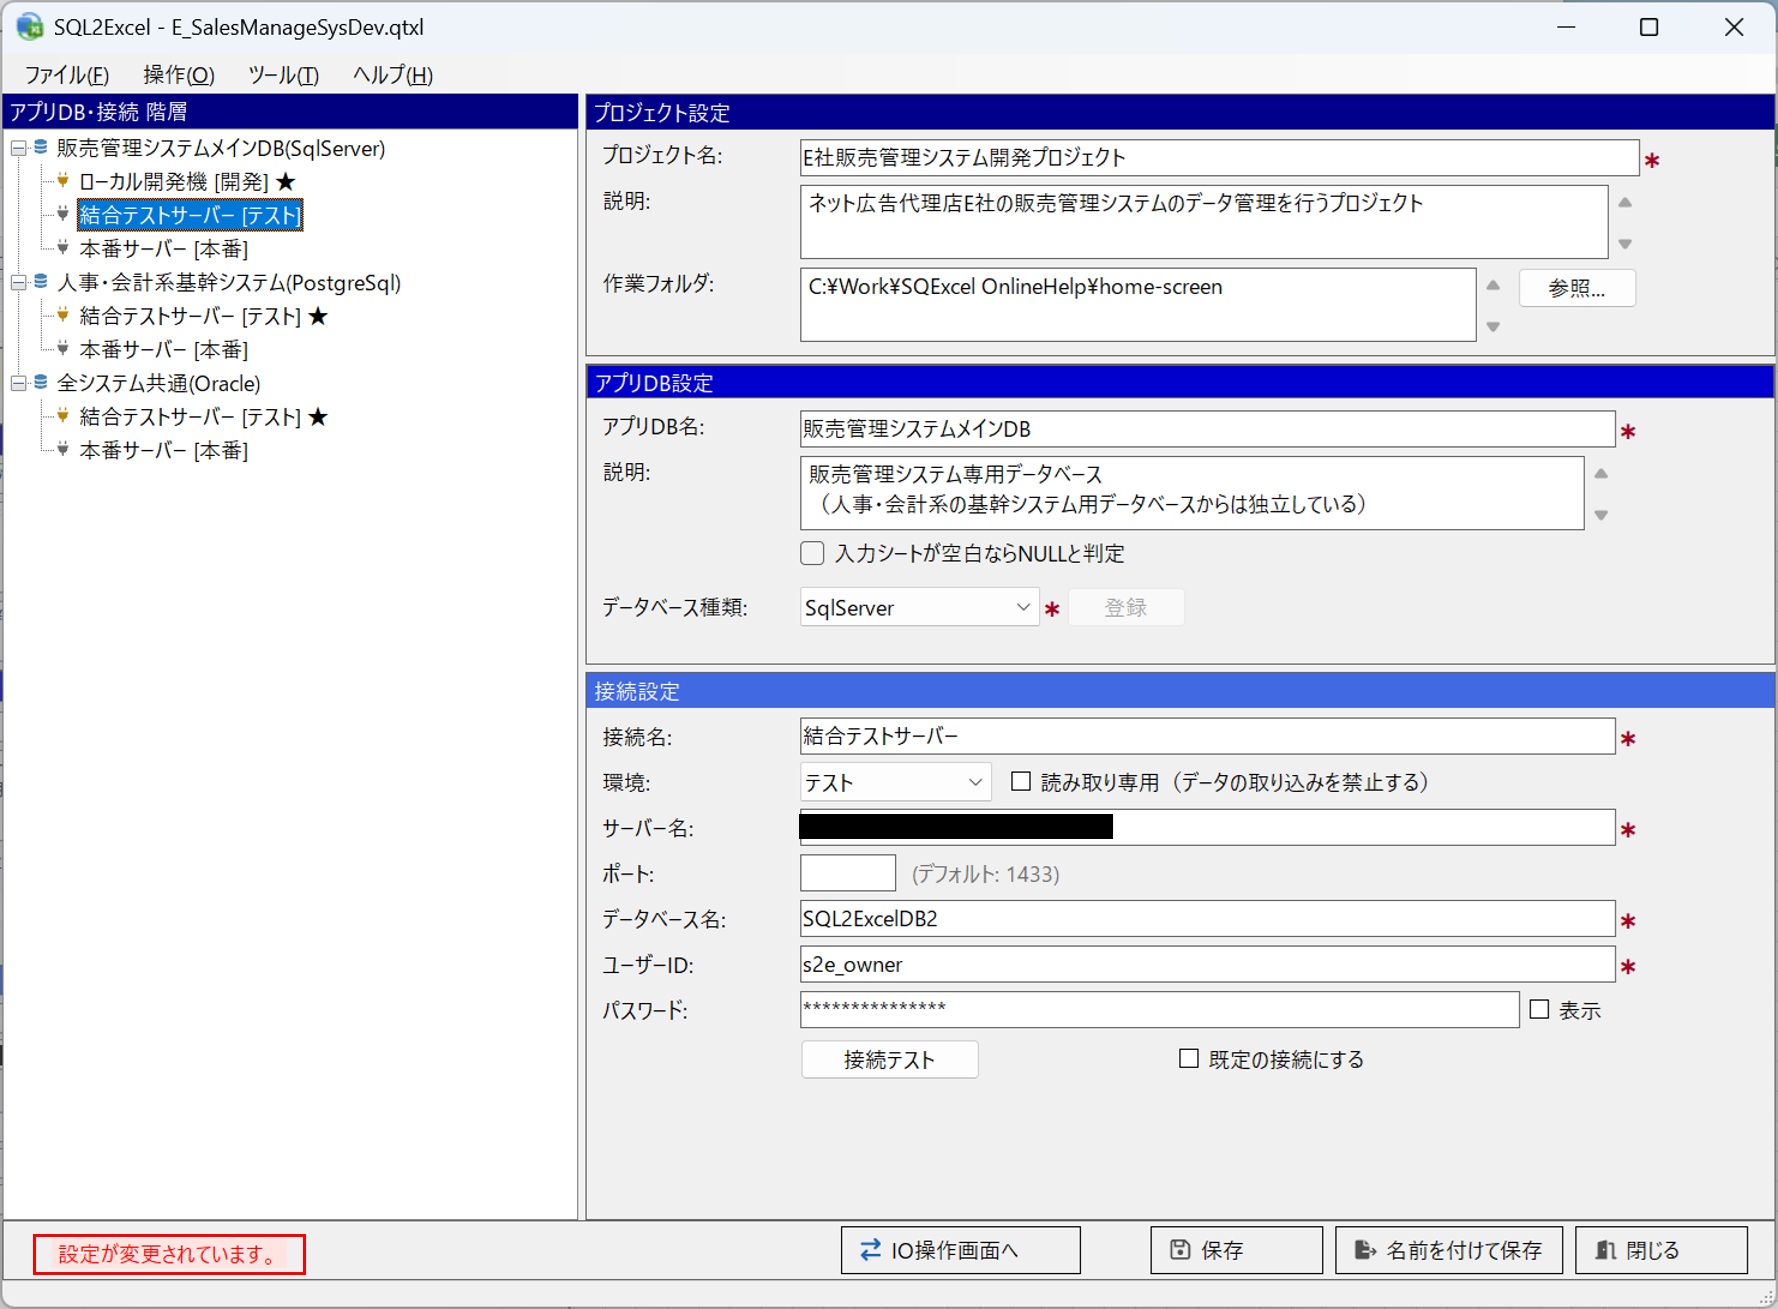 SQL2Excel - E_SalesManageSysDev.qtxl
ファイル(F) 操作(O) ツール(T) ヘルプ(H)
アプリDB・接続 階層
販売管理システムメインDB(SqlServer)
ローカル開発機 [開発] ★
結合テストサーバー [テスト]
本番サーバー [本番]
人事・会計系基幹システム(PostgreSql)
結合テストサーバー [テスト] ★
本番サーバー [本番]
全システム共通(Oracle)
結合テストサーバー [テスト] ★
本番サーバー [本番]
プロジェクト設定
プロジェクト名: E社販売管理システム開発プロジェクト *
説明: ネット広告代理店E社の販売管理システムのデータ管理を行うプロジェクト
作業フォルダ: C:¥Work¥SQExcel OnlineHelp¥home-screen 参照...
アプリDB設定
アプリDB名: 販売管理システムメインDB *
説明: 販売管理システム専用データベース
（人事・会計系の基幹システム用データベースからは独立している）
入力シートが空白ならNULLと判定
データベース種類: SqlServer * 登録
接続設定
接続名: 結合テストサーバー *
環境: テスト 読み取り専用（データの取り込みを禁止する）
サーバー名: *
ポート: (デフォルト: 1433)
データベース名: SQL2ExcelDB2 *
ユーザーID: s2e_owner *
パスワード: *************** 表示
接続テスト 既定の接続にする
設定が変更されています。 IO操作画面へ 保存 名前を付けて保存 閉じる